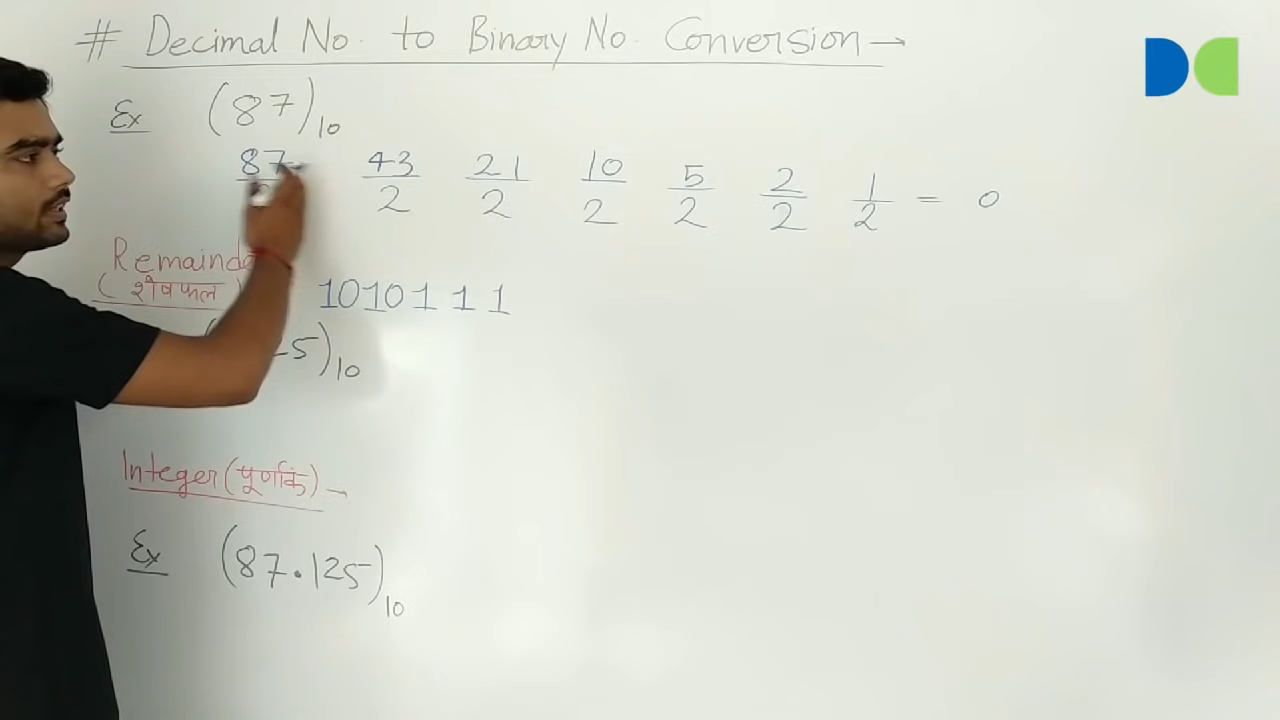 # Decimal No. to Binary No. Conversion →
Ex (87)10
87 43 21 10 5 2 1 = 0
2 2 2 2 2 2
Remainde
(शेषफल) 1010111
5)10
Integer (पूर्णांक) →
Ex (87.125)10
DC